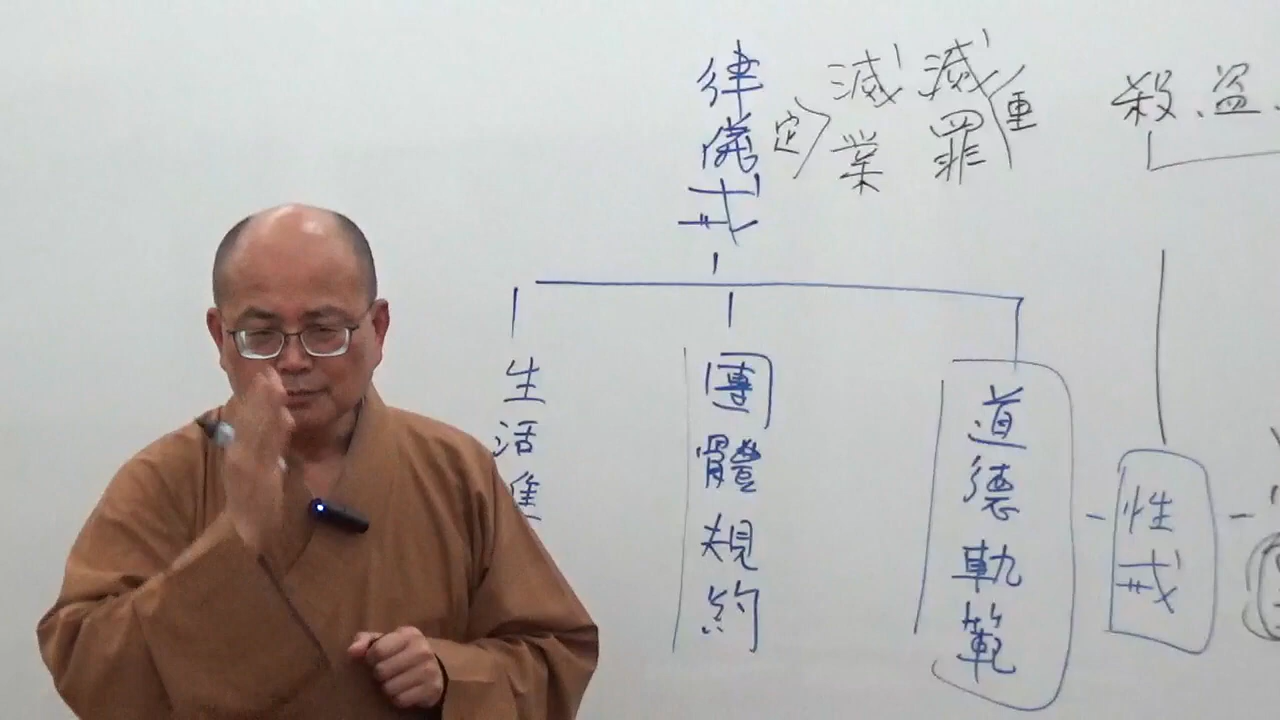 律儀戒
定
滅業
滅罪
重
殺、盜、
生活準
團體規約
道德軌範
性戒